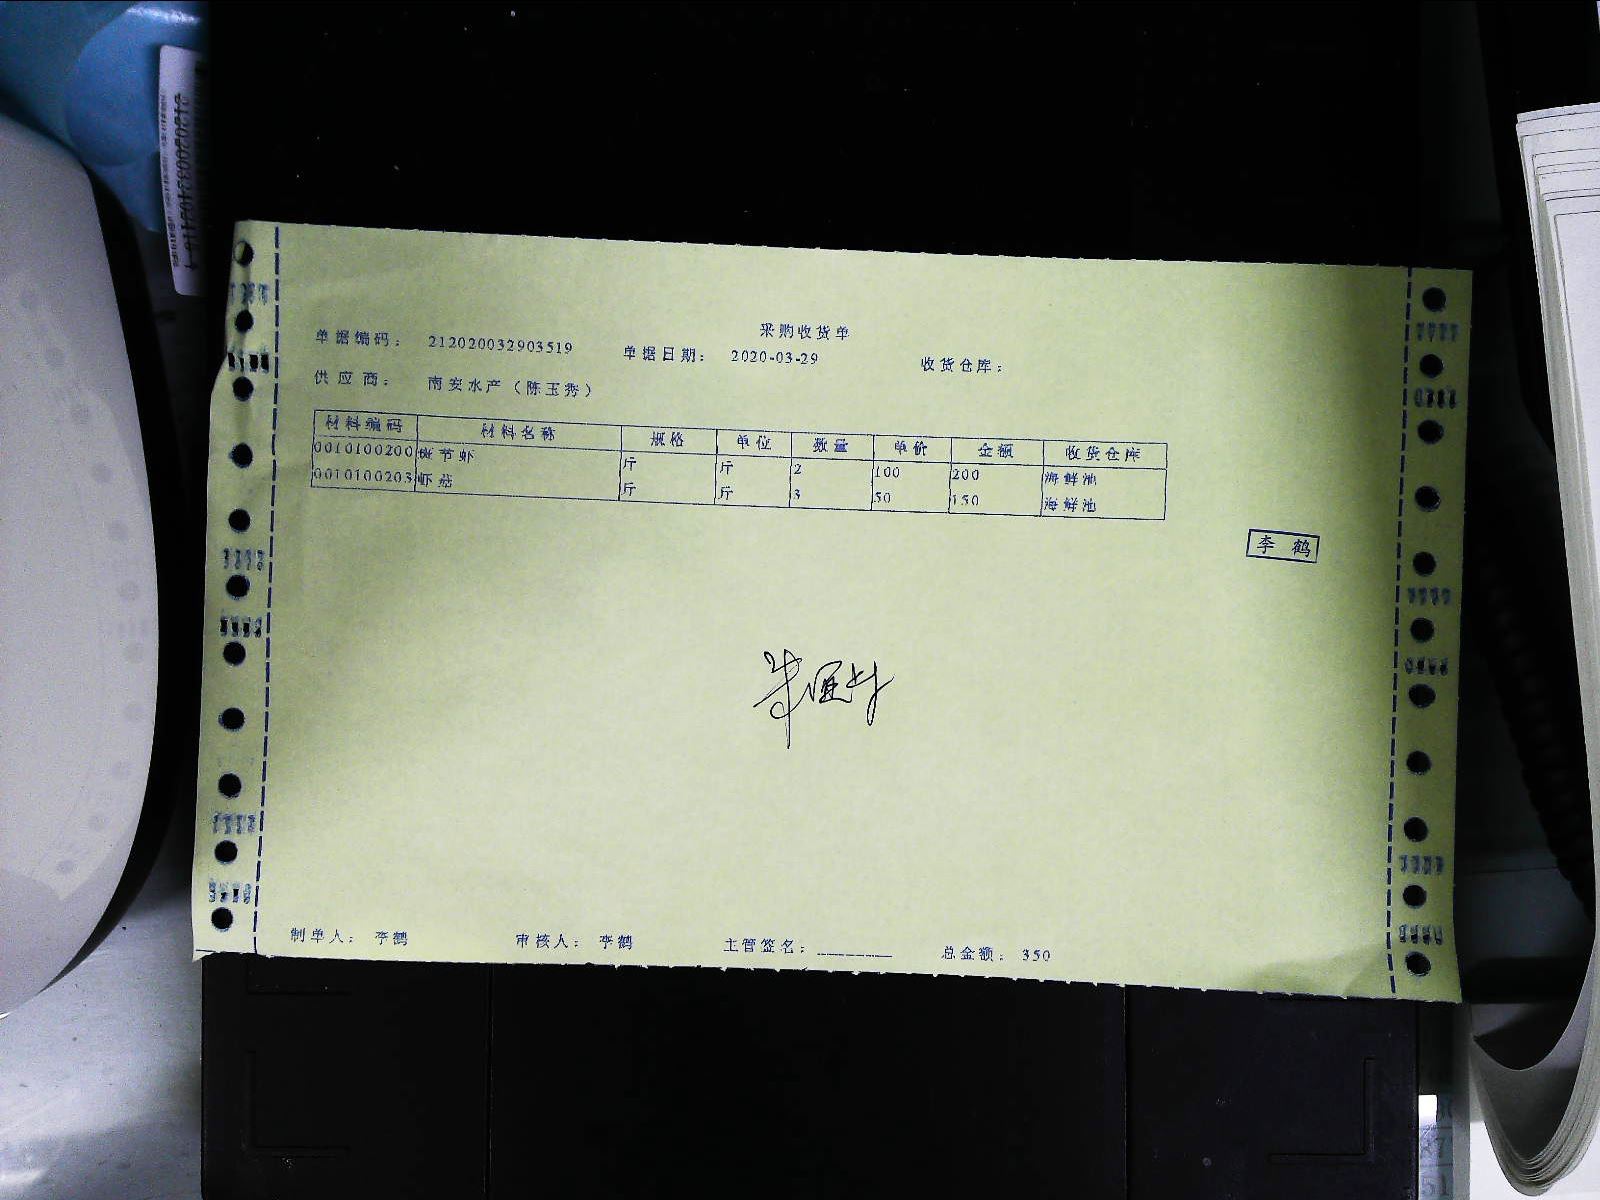 采购收货单
单据编码： 212020032903519 单据日期： 2020-03-29 收货仓库：
供应商： 南安水产（陈玉秀）
材料编码 材料名称 规格 单位 数量 单价 金额 收货仓库
0010100200 斑节虾 斤 斤 2 100 200 海鲜池
0010100203 虾菇 斤 斤 3 50 150 海鲜池
李鹤
制单人： 李鹤 审核人： 李鹤 主管签名：________ 总金额： 350